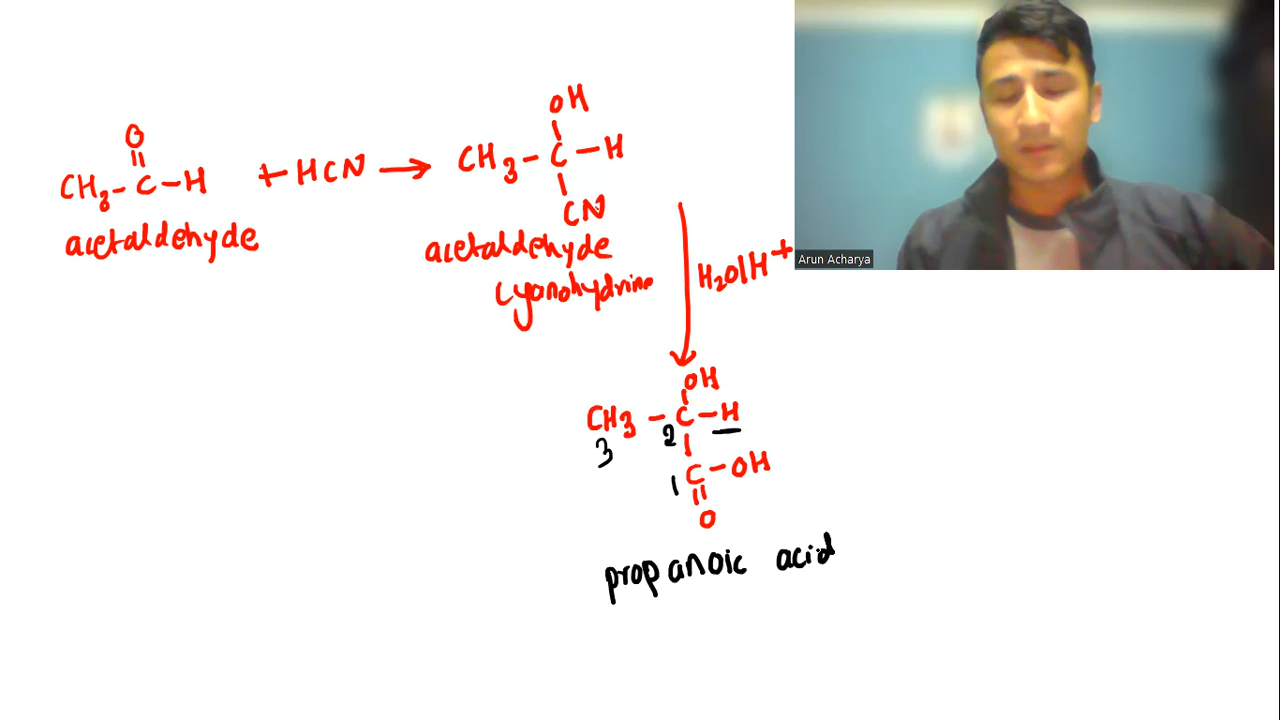 O
||
CH3 - C - H + HCN → CH3 - C - H
OH
CN
acetaldehyde
acetaldehyde
cyanohydrine
H2O/H+
Arun Acharya
OH
CH3 - C - H
3 2
1 C - OH
||
O
propanoic acid